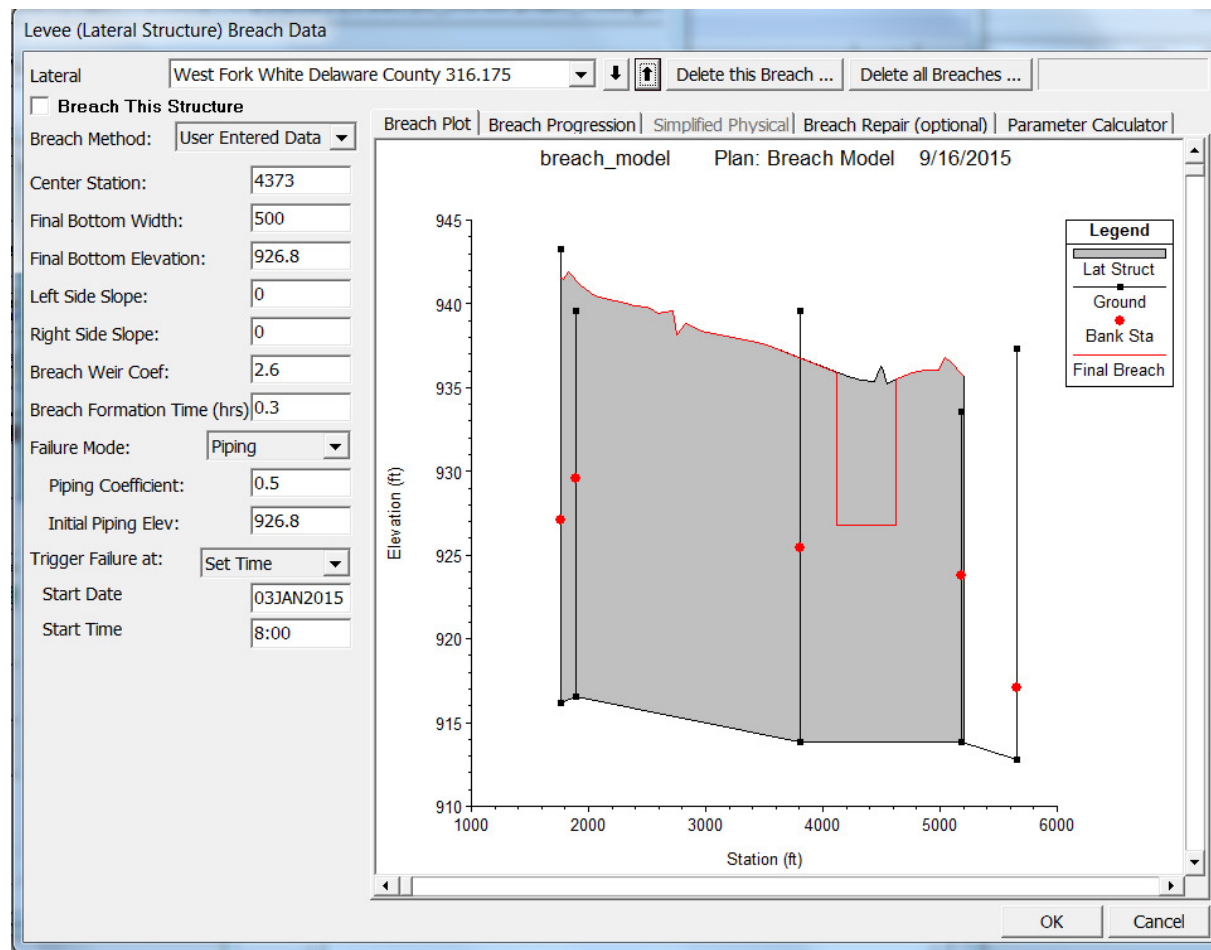 Levee (Lateral Structure) Breach Data
Lateral West Fork White Delaware County 316.175 Delete this Breach ... Delete all Breaches ...
Breach This Structure
Breach Method: User Entered Data
Center Station: 4373
Final Bottom Width: 500
Final Bottom Elevation: 926.8
Left Side Slope: 0
Right Side Slope: 0
Breach Weir Coef: 2.6
Breach Formation Time (hrs) 0.3
Failure Mode: Piping
Piping Coefficient: 0.5
Initial Piping Elev: 926.8
Trigger Failure at: Set Time
Start Date 03JAN2015
Start Time 8:00
Breach Plot Breach Progression Simplified Physical Breach Repair (optional) Parameter Calculator
breach_model Plan: Breach Model 9/16/2015
945
940
935
930
925
920
915
910
Elevation (ft)
1000 2000 3000 4000 5000 6000
Station (ft)
Legend
Lat Struct
Ground
Bank Sta
Final Breach
OK Cancel